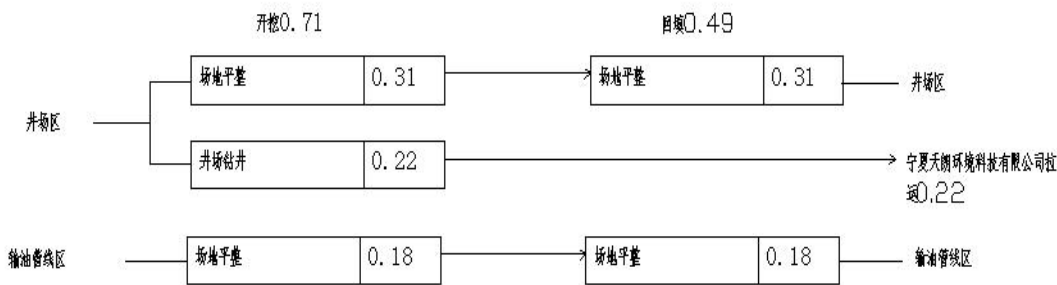 开挖0.71 回填0.49
场地平整 0.31 场地平整 0.31 井场区
井场区
井场钻井 0.22 宁夏天朗环境科技有限公司拉
运0.22
输油管线区 场地平整 0.18 场地平整 0.18 输油管线区